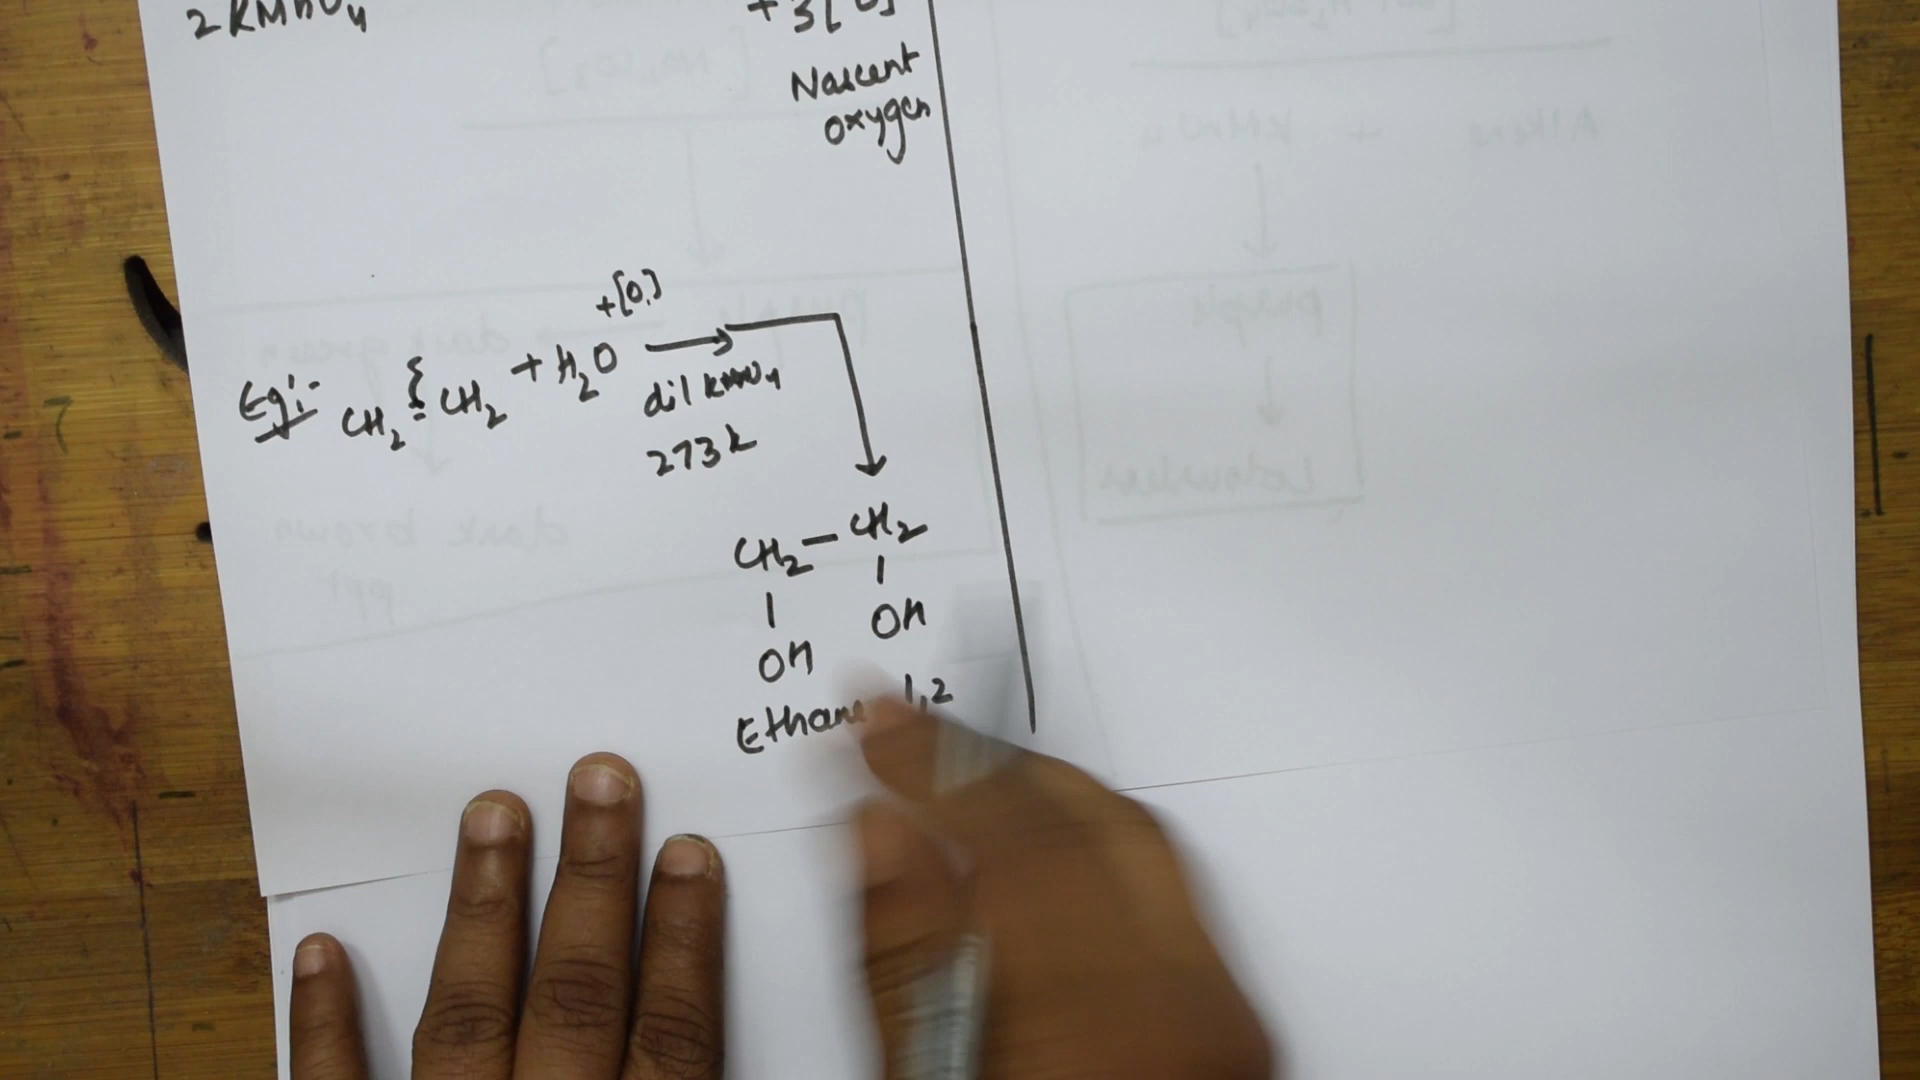 2KMnO4 + 3[O]
Nascent
oxygen
Eg:- CH2=CH2 + H2O
+[O]
dil KMnO4
273k
CH2 - CH2
OH OH
Ethane 1,2